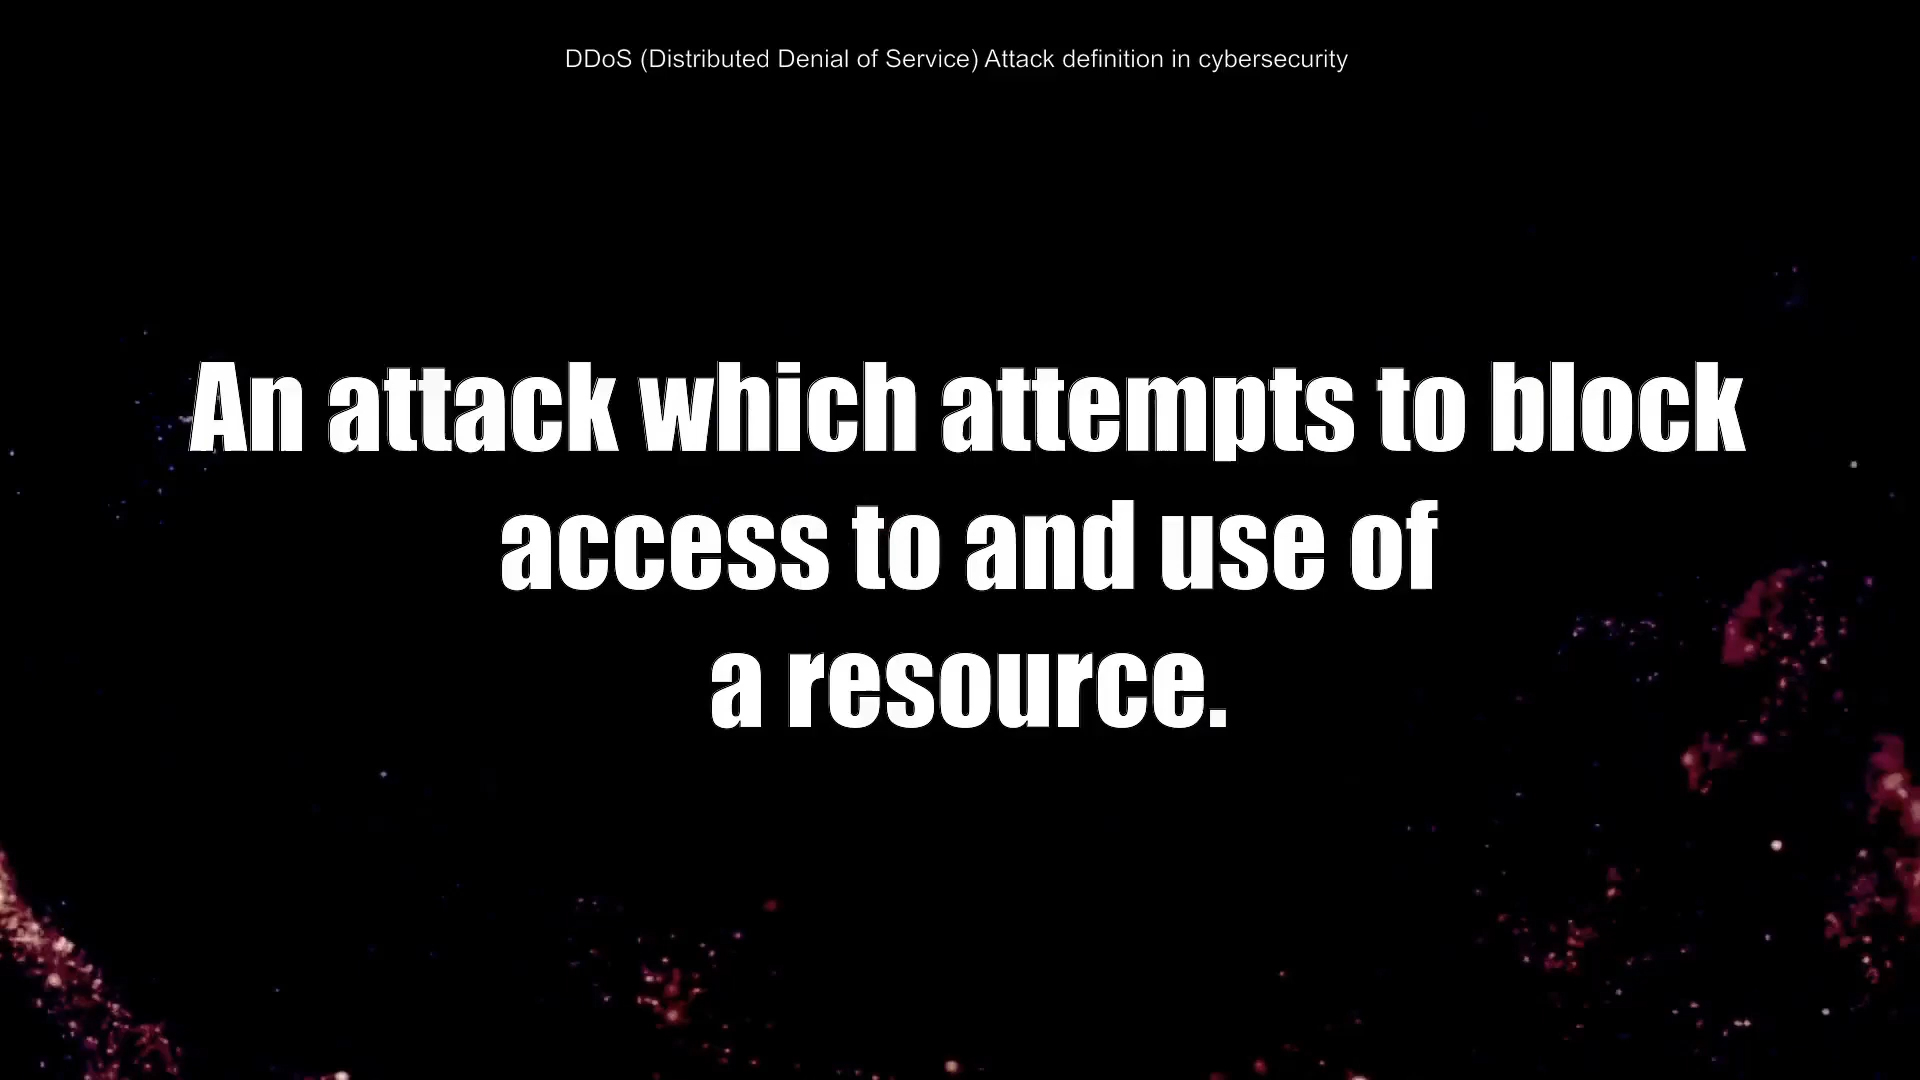 DDoS (Distributed Denial of Service) Attack definition in cybersecurity
An attack which attempts to block
access to and use of
a resource.